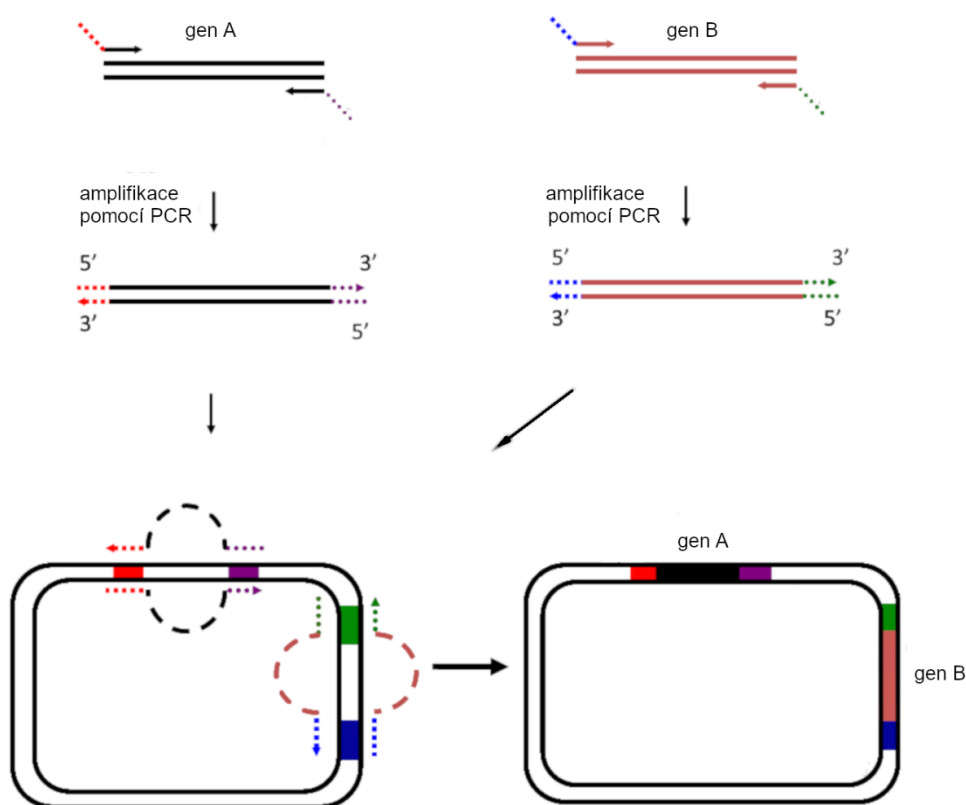 gen A
gen B
amplifikace
pomocí PCR
amplifikace
pomocí PCR
5′
3′
5′
3′
3′
5′
3′
5′
gen A
gen B